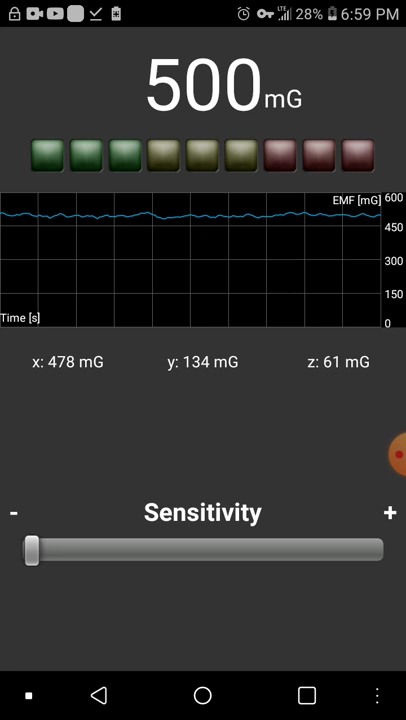 LTE 28% 6:59 PM
500mG
EMF [mG] 600
450
300
150
Time [s] 0
x: 478 mG y: 134 mG z: 61 mG
- Sensitivity +